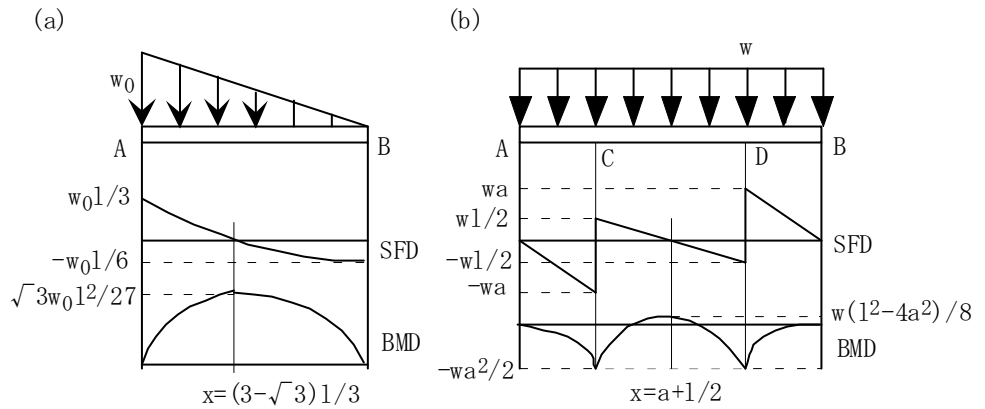 (a)
w₀
A
B
w₀l/3
SFD
-w₀l/6
√3w₀l²/27
BMD
x=(3-√3)l/3
(b)
w
A
B
C
D
wa
wl/2
SFD
-wl/2
-wa
w(l²-4a²)/8
BMD
-wa²/2
x=a+l/2